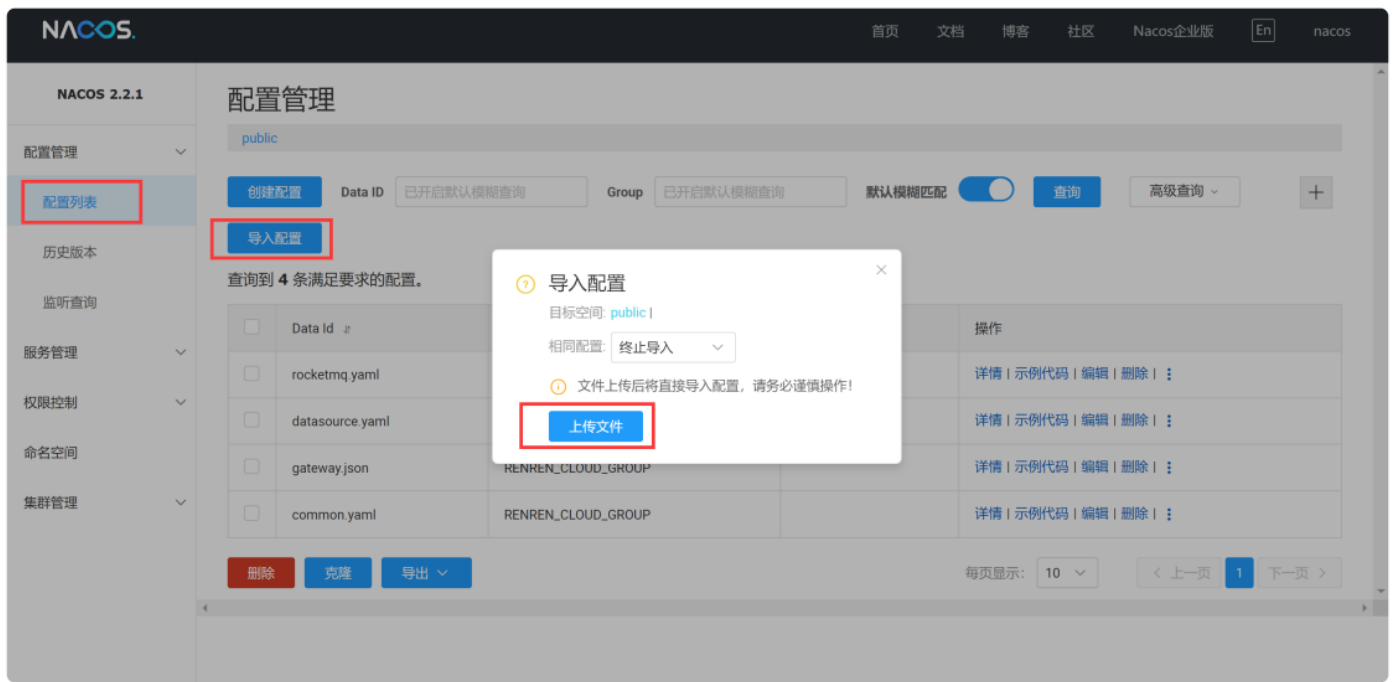 NACOS.
首页 文档 博客 社区 Nacos企业版 En nacos
NACOS 2.2.1
配置管理
配置列表
历史版本
监听查询
服务管理
权限控制
命名空间
集群管理
配置管理
public
创建配置 Data ID 已开启默认模糊查询 Group 已开启默认模糊查询 默认模糊匹配 查询 高级查询
导入配置
查询到 4 条满足要求的配置。
Data Id 操作
rocketmq.yaml 详情 | 示例代码 | 编辑 | 删除 |
datasource.yaml 详情 | 示例代码 | 编辑 | 删除 |
gateway.json RENREN_CLOUD_GROUP 详情 | 示例代码 | 编辑 | 删除 |
common.yaml RENREN_CLOUD_GROUP 详情 | 示例代码 | 编辑 | 删除 |
删除 克隆 导出 每页显示: 10 上一页 1 下一页
导入配置
目标空间: public |
相同配置: 终止导入
文件上传后将直接导入配置，请务必谨慎操作！
上传文件